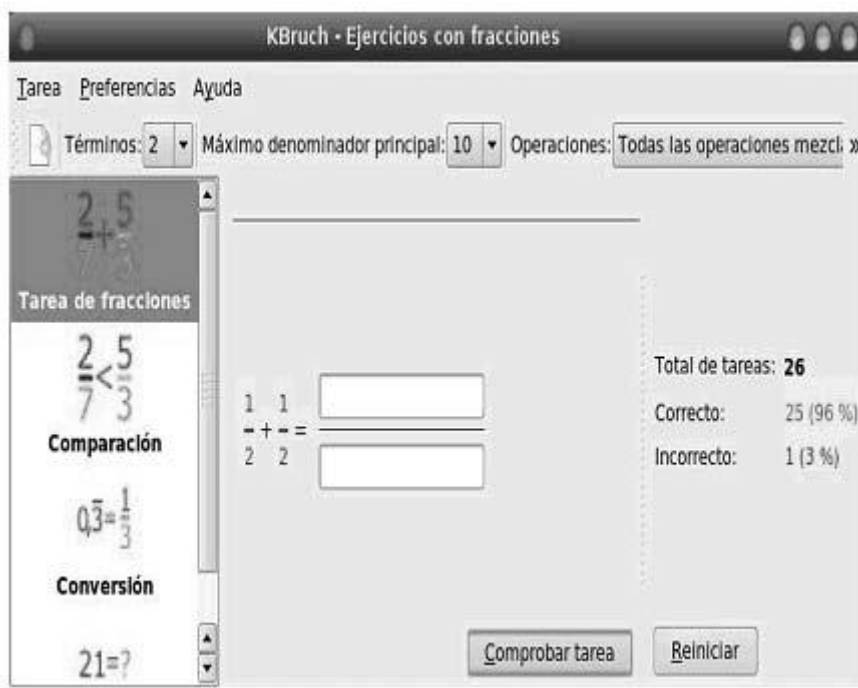 KBruch - Ejercicios con fracciones
Tarea Preferencias Ayuda
Términos: 2 Máximo denominador principal: 10 Operaciones: Todas las operaciones mezcl »
2/7 + 5/3
Tarea de fracciones
2/7 < 5/3
Comparación
0,3̅ = 1/3
Conversión
21=?
1/2 + 1/2 =
Total de tareas: 26
Correcto: 25 (96 %)
Incorrecto: 1 (3 %)
Comprobar tarea Reiniciar